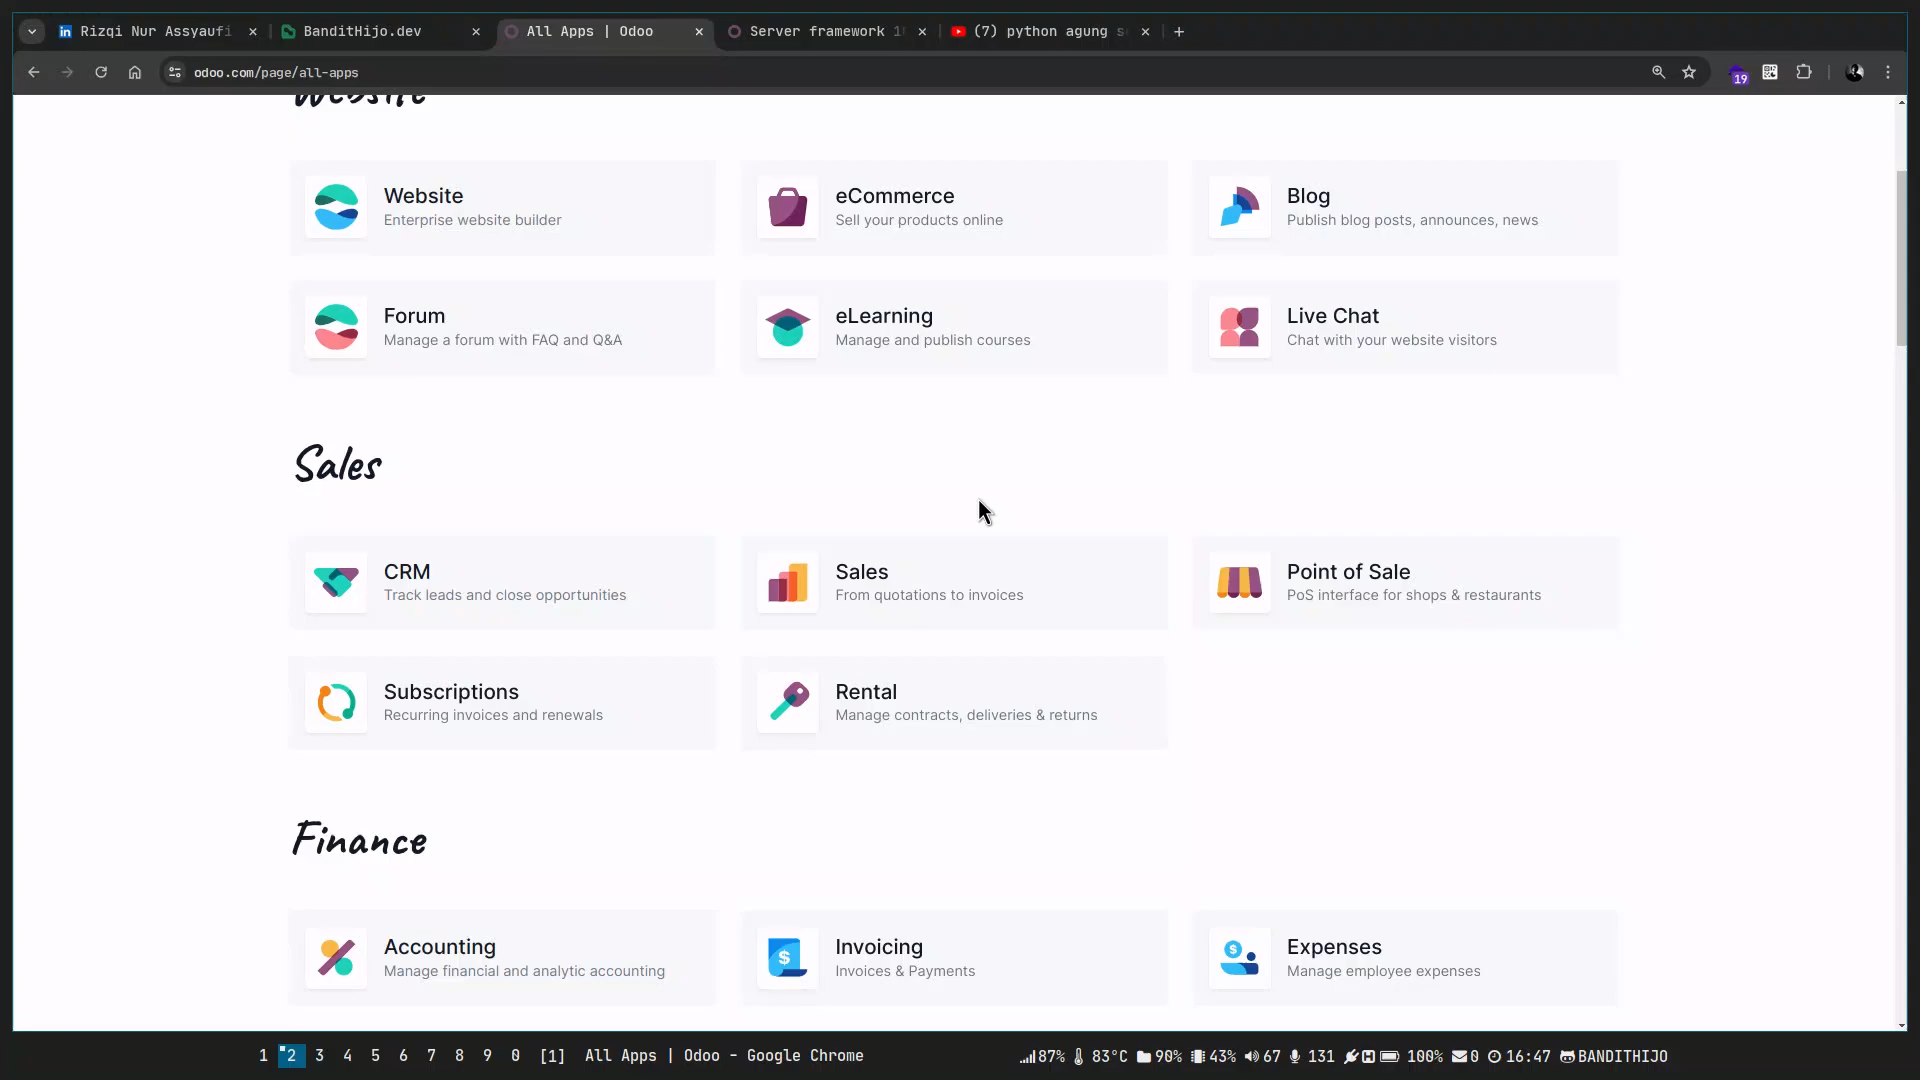 Rizqi Nur Assyaufi
BanditHijo.dev
All Apps | Odoo
Server framework 1
(7) python agung s
odoo.com/page/all-apps
19
Website
Website
Enterprise website builder
eCommerce
Sell your products online
Blog
Publish blog posts, announces, news
Forum
Manage a forum with FAQ and Q&A
eLearning
Manage and publish courses
Live Chat
Chat with your website visitors
Sales
CRM
Track leads and close opportunities
Sales
From quotations to invoices
Point of Sale
PoS interface for shops & restaurants
Subscriptions
Recurring invoices and renewals
Rental
Manage contracts, deliveries & returns
Finance
Accounting
Manage financial and analytic accounting
Invoicing
Invoices & Payments
Expenses
Manage employee expenses
1 2 3 4 5 6 7 8 9 0 [1] All Apps | Odoo - Google Chrome
87% 83°C 90% 43% 67 131 H 100% 0 16:47 BANDITHIJO